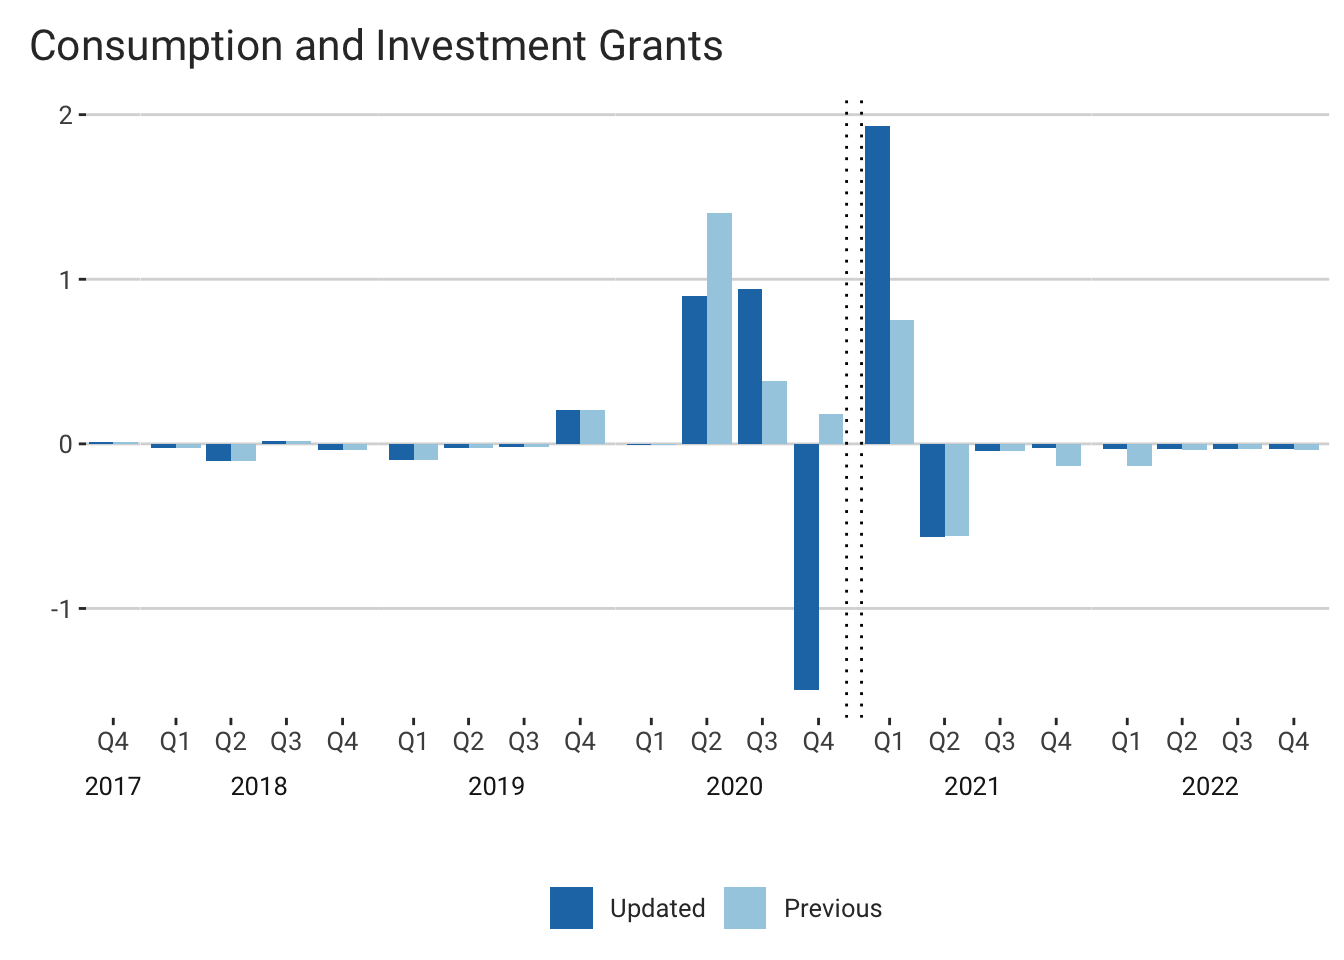 Consumption and Investment Grants
2
1
0
-1
Q4 Q1 Q2 Q3 Q4 Q1 Q2 Q3 Q4 Q1 Q2 Q3 Q4 Q1 Q2 Q3 Q4 Q1 Q2 Q3 Q4
2017 2018 2019 2020 2021 2022
Updated Previous